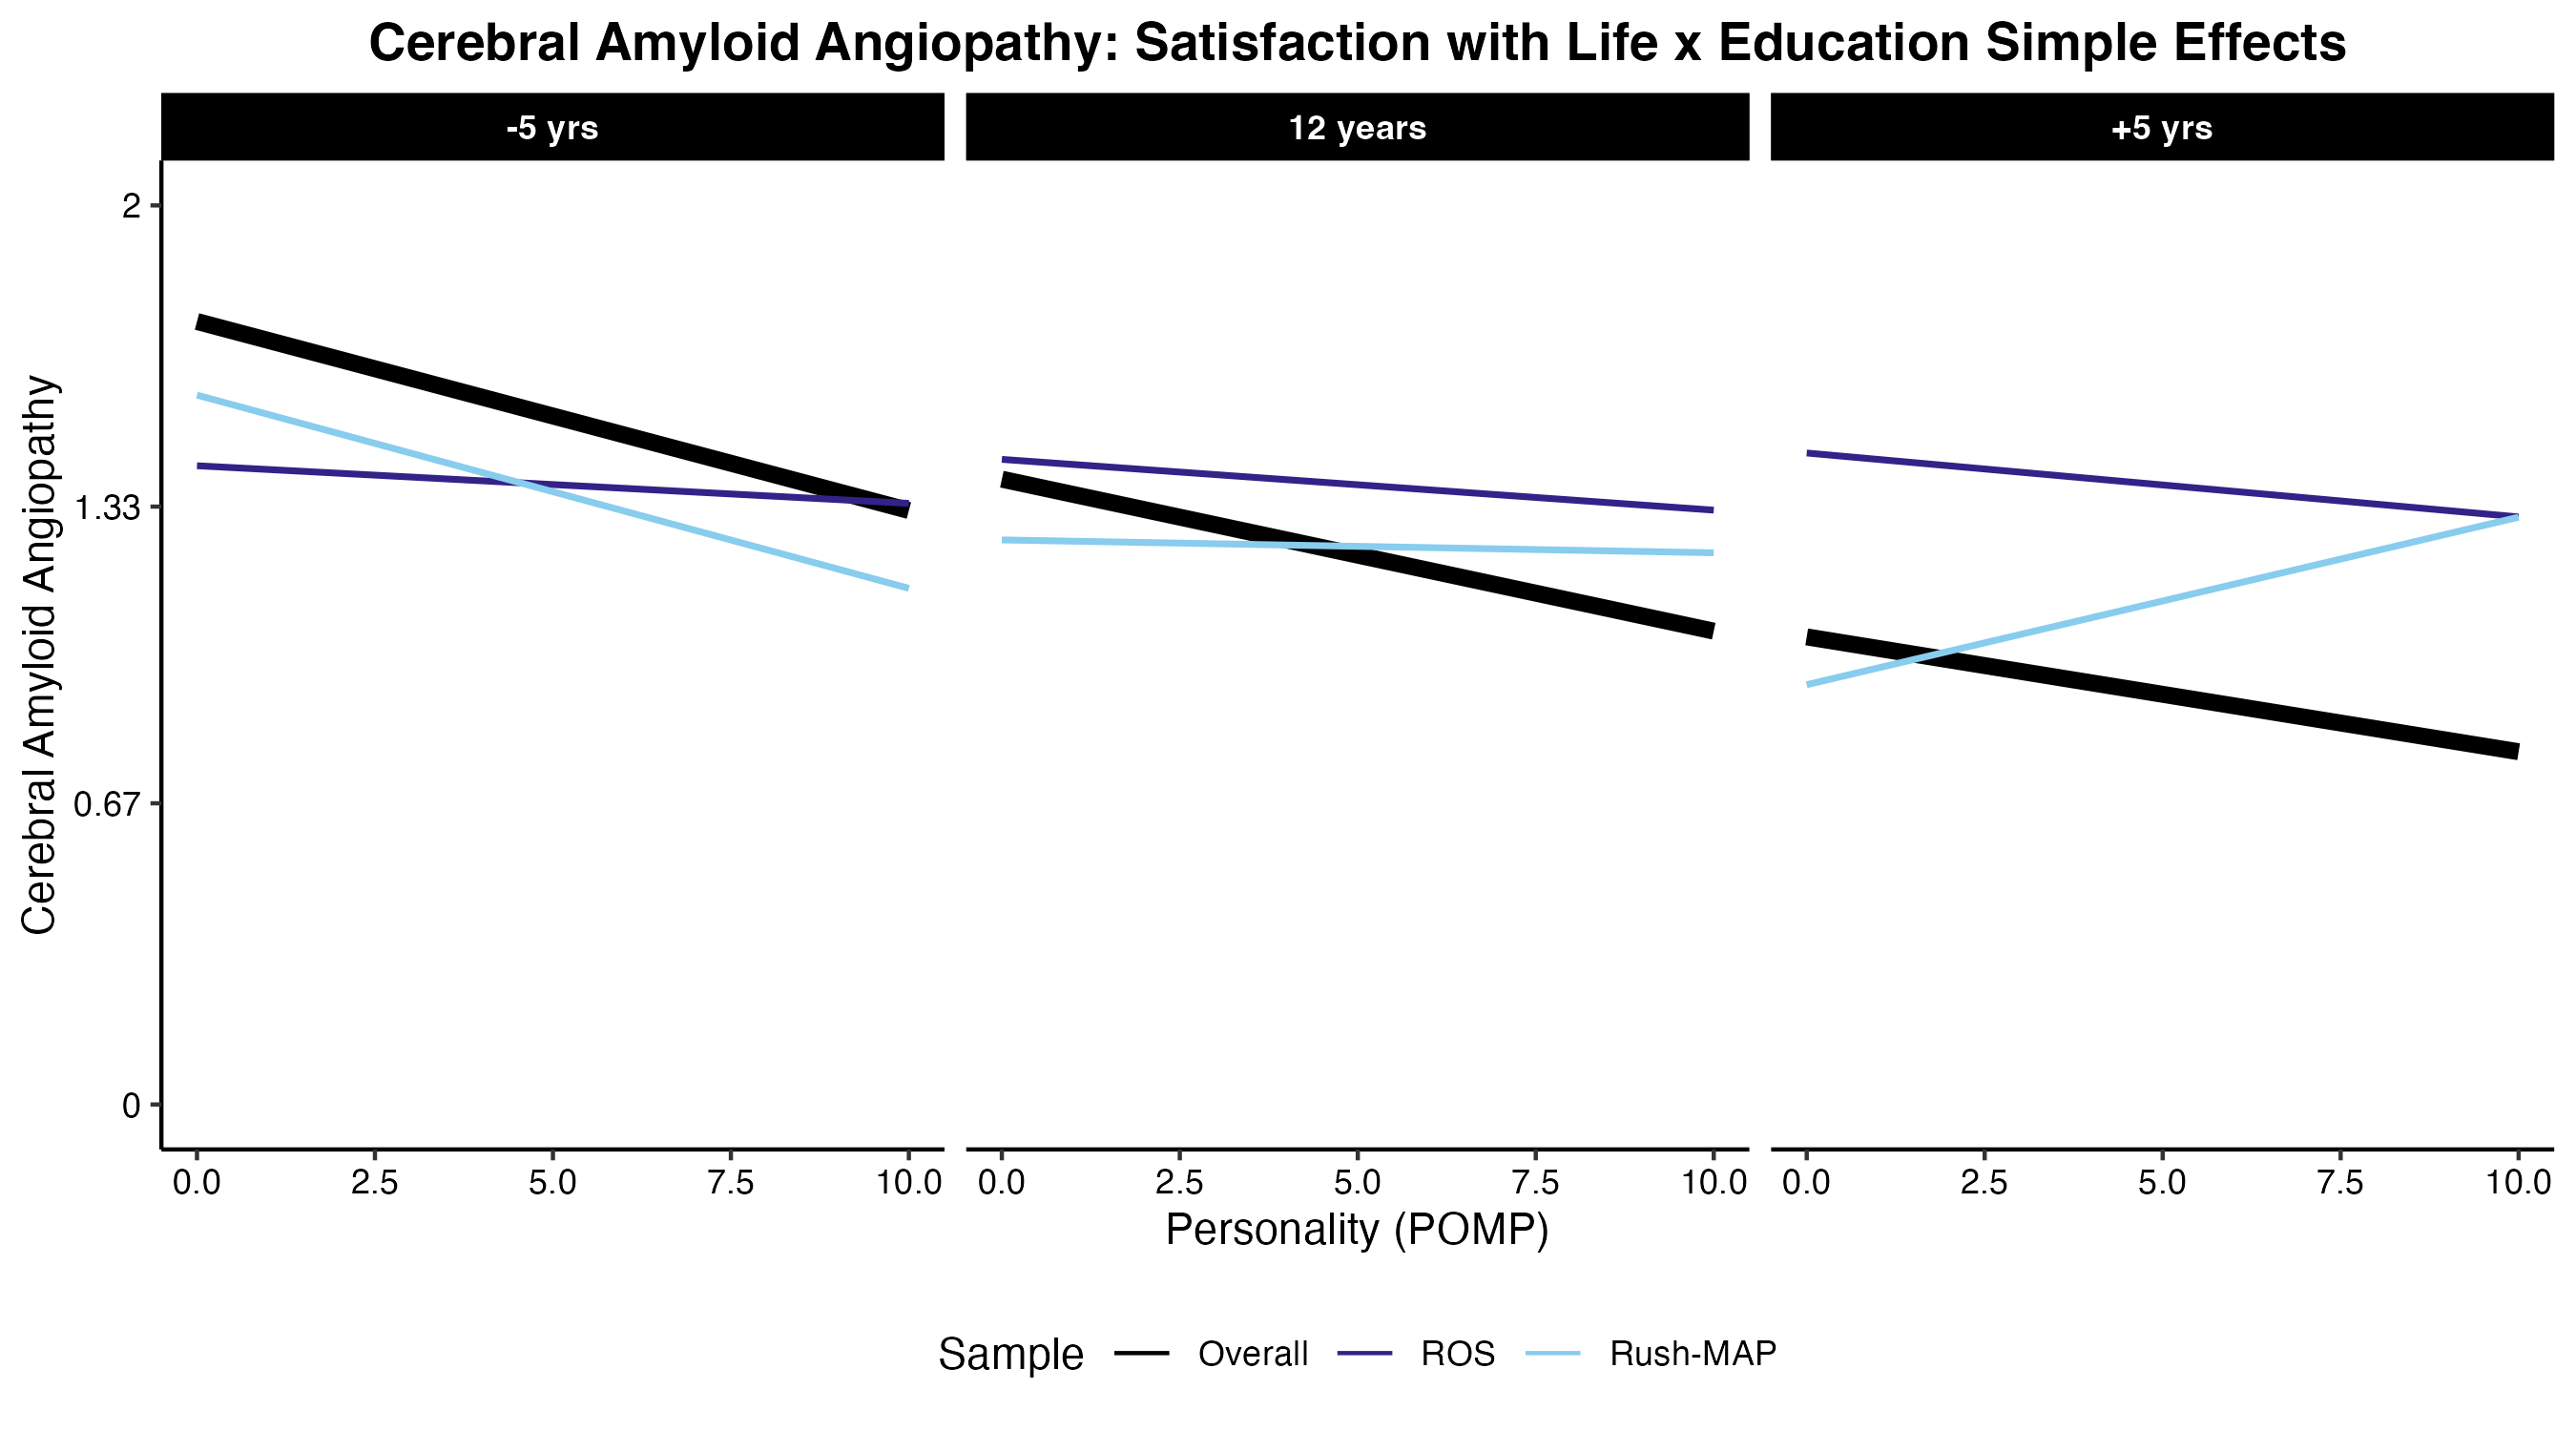 Cerebral Amyloid Angiopathy: Satisfaction with Life x Education Simple Effects
-5 yrs 12 years +5 yrs
Cerebral Amyloid Angiopathy
2
1.33
0.67
0
0.0 2.5 5.0 7.5 10.0 0.0 2.5 5.0 7.5 10.0 0.0 2.5 5.0 7.5 10.0
Personality (POMP)
Sample Overall ROS Rush-MAP